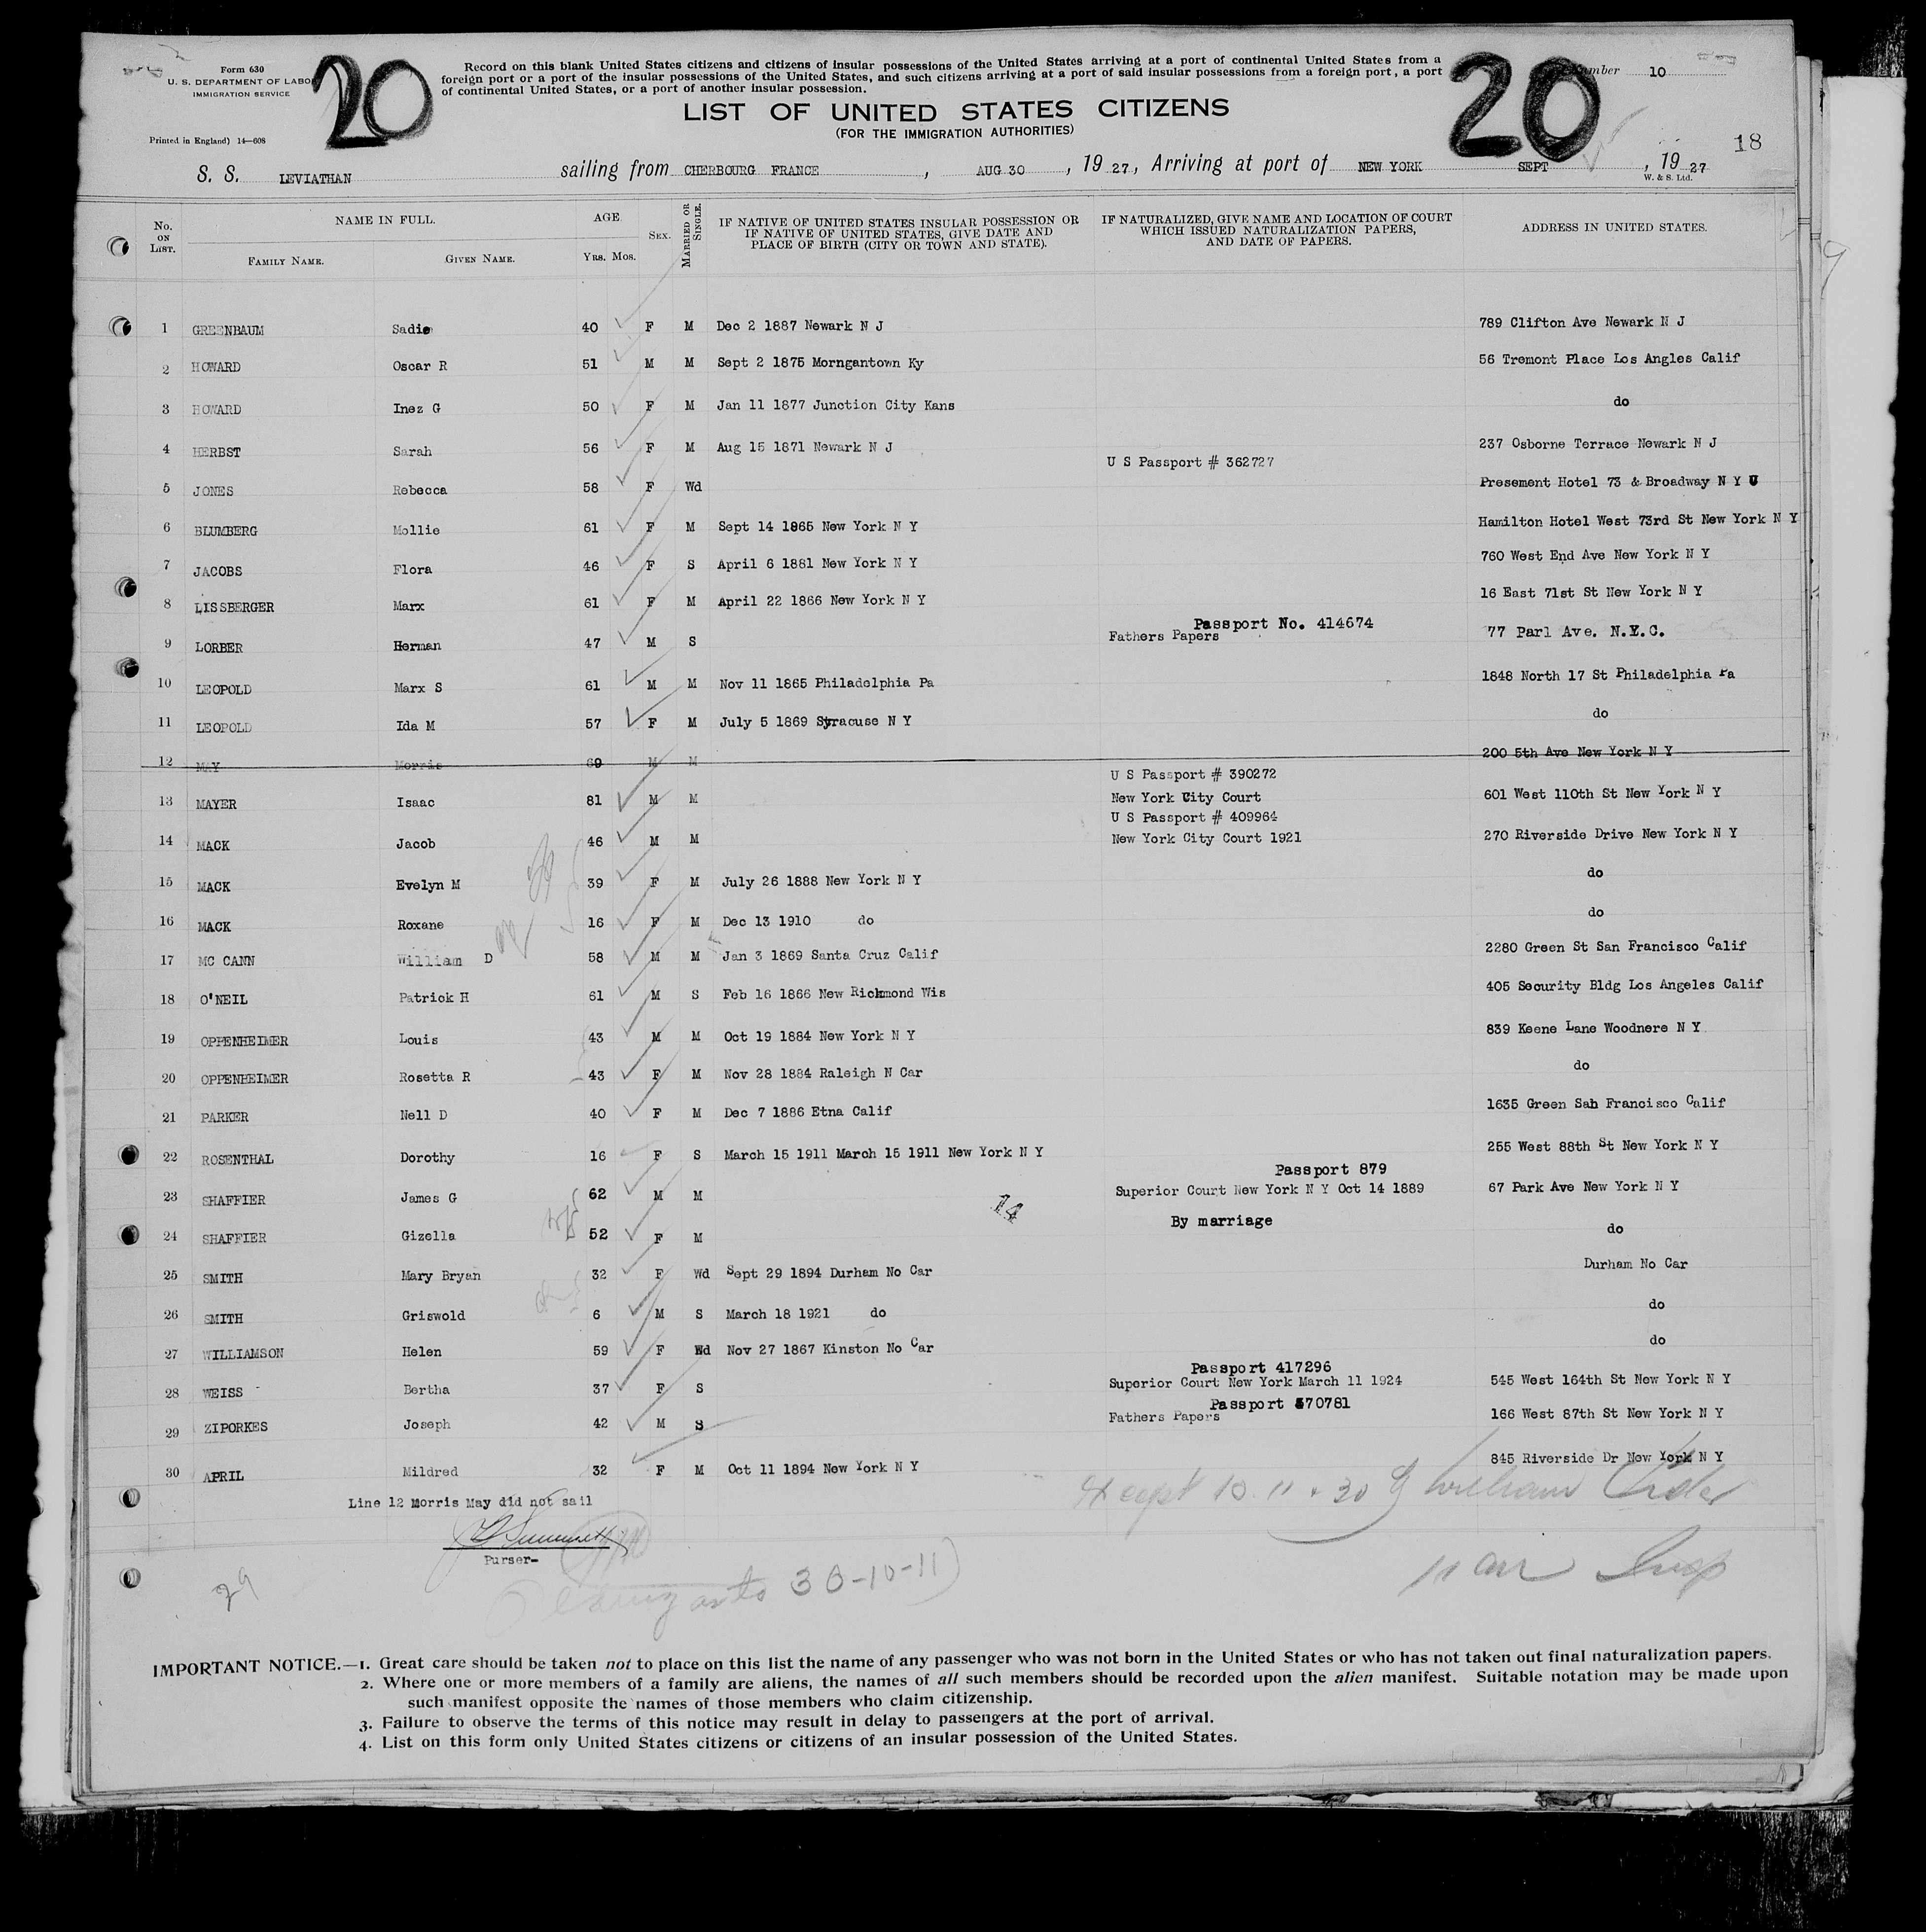 Form 630
U. S. DEPARTMENT OF LABOR
IMMIGRATION SERVICE
Printed in England) 14—608
20
Record on this blank United States citizens and citizens of insular possessions of the United States arriving at a port of continental United States from a
foreign port or a port of the insular possessions of the United States, and such citizens arriving at a port of said insular possessions from a foreign port, a port
of continental United States, or a port of another insular possession.
20
10
LIST OF UNITED STATES CITIZENS
(FOR THE IMMIGRATION AUTHORITIES)
18
S. S. LEVIATHAN sailing from CHERBOURG FRANCE, AUG 30, 19 27, Arriving at port of NEW YORK SEPT, 19 27
W. & S. Ltd.
No. ON LIST. NAME IN FULL. FAMILY NAME. GIVEN NAME. AGE YRS. MOS. SEX. MARRIED OR SINGLE. IF NATIVE OF UNITED STATES INSULAR POSSESSION OR IF NATIVE OF UNITED STATES, GIVE DATE AND PLACE OF BIRTH (CITY OR TOWN AND STATE). IF NATURALIZED, GIVE NAME AND LOCATION OF COURT WHICH ISSUED NATURALIZATION PAPERS, AND DATE OF PAPERS. ADDRESS IN UNITED STATES.
1 GREENBAUM Sadie 40 F M Dec 2 1887 Newark N J 789 Clifton Ave Newark N J
2 HOWARD Oscar R 51 M M Sept 2 1875 Morngantown Ky 56 Tremont Place Los Angles Calif
3 HOWARD Inez G 50 F M Jan 11 1877 Junction City Kans do
4 HERBST Sarah 56 F M Aug 15 1871 Newark N J 237 Osborne Terrace Newark N J
U S Passport # 362727
5 JONES Rebecca 58 F Wd Presement Hotel 73 & Broadway N Y
6 BLUMBERG Mollie 61 F M Sept 14 1865 New York N Y Hamilton Hotel West 73rd St New York N Y
7 JACOBS Flora 46 F S April 6 1881 New York N Y 760 West End Ave New York N Y
8 LISSBERGER Marx 61 F M April 22 1866 New York N Y 16 East 71st St New York N Y
Passport No. 414674
9 LORBER Herman 47 M S Fathers Papers 77 Parl Ave. N.Y.C.
10 LEOPOLD Marx S 61 M M Nov 11 1865 Philadelphia Pa 1848 North 17 St Philadelphia Pa
11 LEOPOLD Ida M 57 F M July 5 1869 Syracuse N Y do
12 MAY Morris 69 M M 200 5th Ave New York N Y
U S Passport # 390272
13 MAYER Isaac 81 M M New York City Court 601 West 110th St New York N Y
U S Passport # 409964
14 MACK Jacob 46 M M New York City Court 1921 270 Riverside Drive New York N Y
15 MACK Evelyn M 39 F M July 26 1888 New York N Y do
16 MACK Roxane 16 F M Dec 13 1910 do do
17 MC CANN William D 58 M M Jan 3 1869 Santa Cruz Calif 2280 Green St San Francisco Calif
18 O'NEIL Patrick H 61 M S Feb 16 1866 New Richmond Wis 405 Security Bldg Los Angeles Calif
19 OPPENHEIMER Louis 43 M M Oct 19 1884 New York N Y 839 Keene Lane Woodnere N Y
20 OPPENHEIMER Rosetta R 43 F M Nov 28 1884 Raleigh N Car do
21 PARKER Nell D 40 F M Dec 7 1886 Etna Calif 1635 Green Sah Francisco Calif
22 ROSENTHAL Dorothy 16 F S March 15 1911 March 15 1911 New York N Y 255 West 88th St New York N Y
Passport 879
23 SHAFFIER James G 62 M M Superior Court New York N Y Oct 14 1889 67 Park Ave New York N Y
14
By marriage
24 SHAFFIER Gizella 52 F M do
25 SMITH Mary Bryan 32 F Wd Sept 29 1894 Durham No Car Durham No Car
26 SMITH Griswold 6 M S March 18 1921 do do
27 WILLIAMSON Helen 59 F Wd Nov 27 1867 Kinston No Car do
Passport 417296
28 WEISS Bertha 37 F S Superior Court New York March 11 1924 545 West 164th St New York N Y
Passport 370781
29 ZIPORKES Joseph 42 M S Fathers Papers 166 West 87th St New York N Y
30 APRIL Mildred 32 F M Oct 11 1894 New York N Y 845 Riverside Dr New York N Y
Line 12 Morris May did not sail
Except 10 11 + 30
Purser-
29
30-10-11)
Insp
IMPORTANT NOTICE.—1. Great care should be taken not to place on this list the name of any passenger who was not born in the United States or who has not taken out final naturalization papers.
2. Where one or more members of a family are aliens, the names of all such members should be recorded upon the alien manifest. Suitable notation may be made upon
such manifest opposite the names of those members who claim citizenship.
3. Failure to observe the terms of this notice may result in delay to passengers at the port of arrival.
4. List on this form only United States citizens or citizens of an insular possession of the United States.